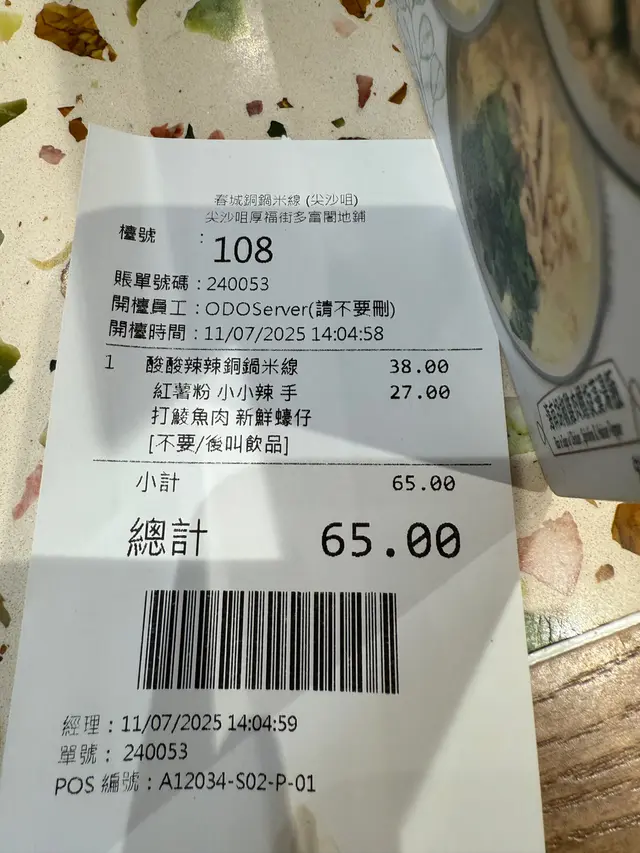 春城銅鍋米線 (尖沙咀)
尖沙咀厚福街多富閣地鋪
檯號 : 108
賬單號碼 : 240053
開檯員工 : ODOServer(請不要刪)
開檯時間 : 11/07/2025 14:04:58
1 酸酸辣辣銅鍋米線 38.00
紅薯粉 小小辣 手 27.00
打鯪魚肉 新鮮蠔仔
[不要/後叫飲品]
小計 65.00
總計 65.00
經理 : 11/07/2025 14:04:59
單號 : 240053
POS 編號 : A12034-S02-P-01